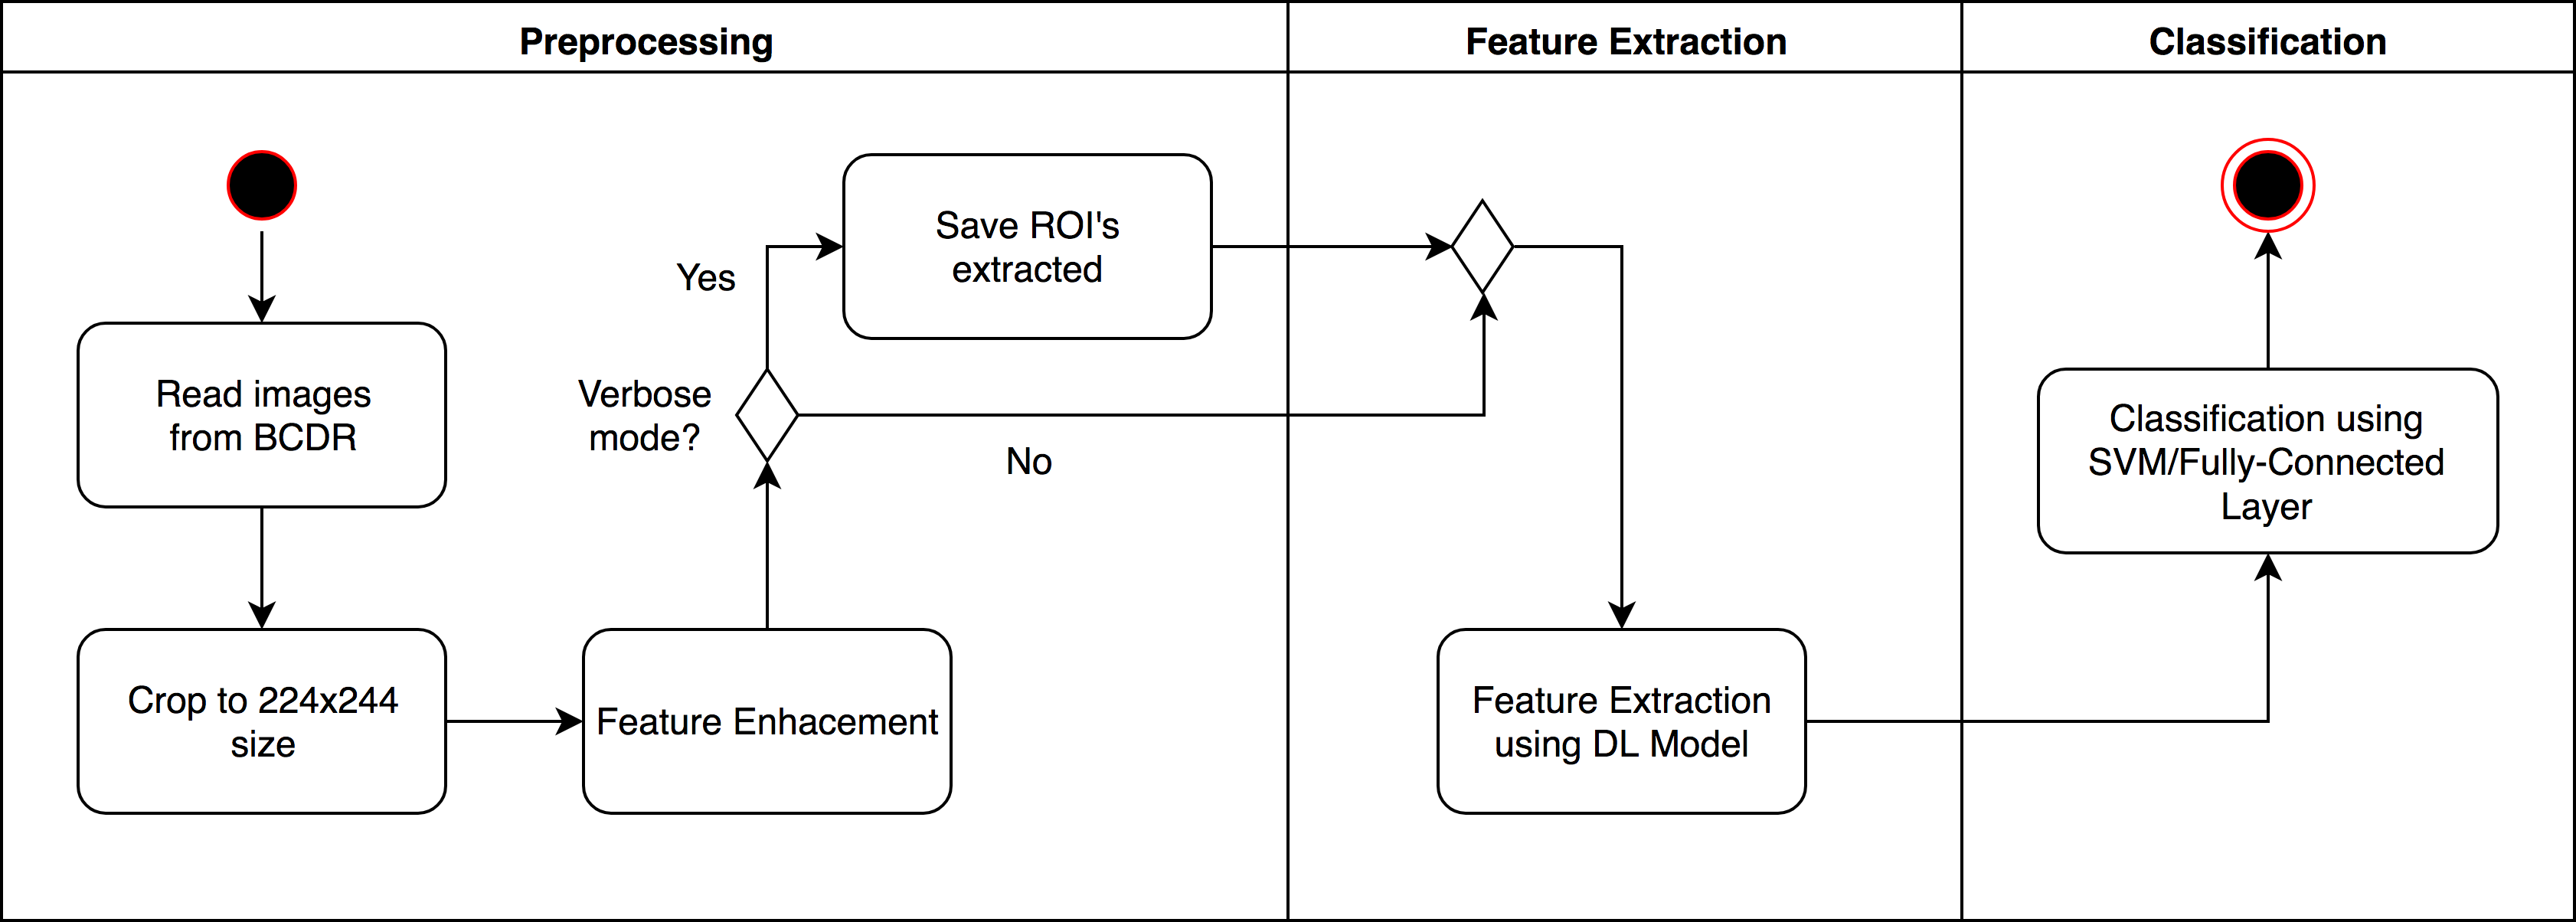 Preprocessing
Feature Extraction
Classification
Read images
from BCDR
Crop to 224x244
size
Feature Enhacement
Verbose
mode?
Yes
No
Save ROI's
extracted
Feature Extraction
using DL Model
Classification using
SVM/Fully-Connected
Layer